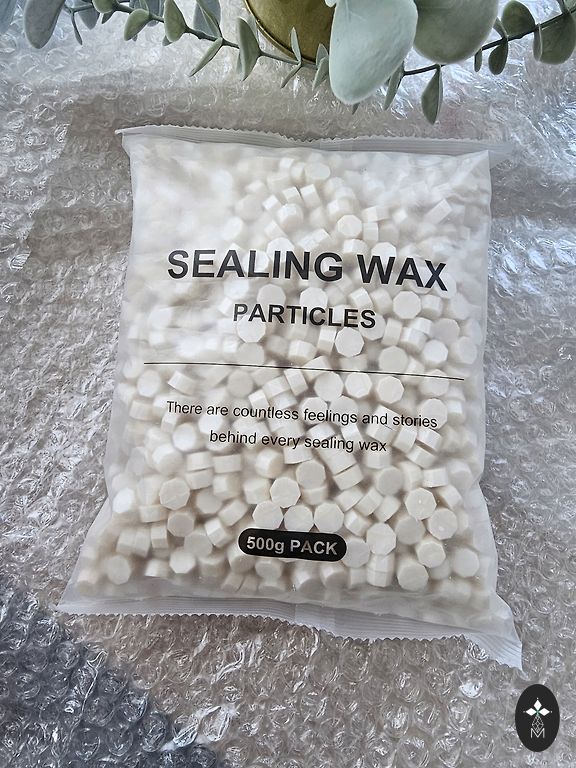 SEALING WAX
PARTICLES
There are countless feelings and stories
behind every sealing wax
500g PACK
M